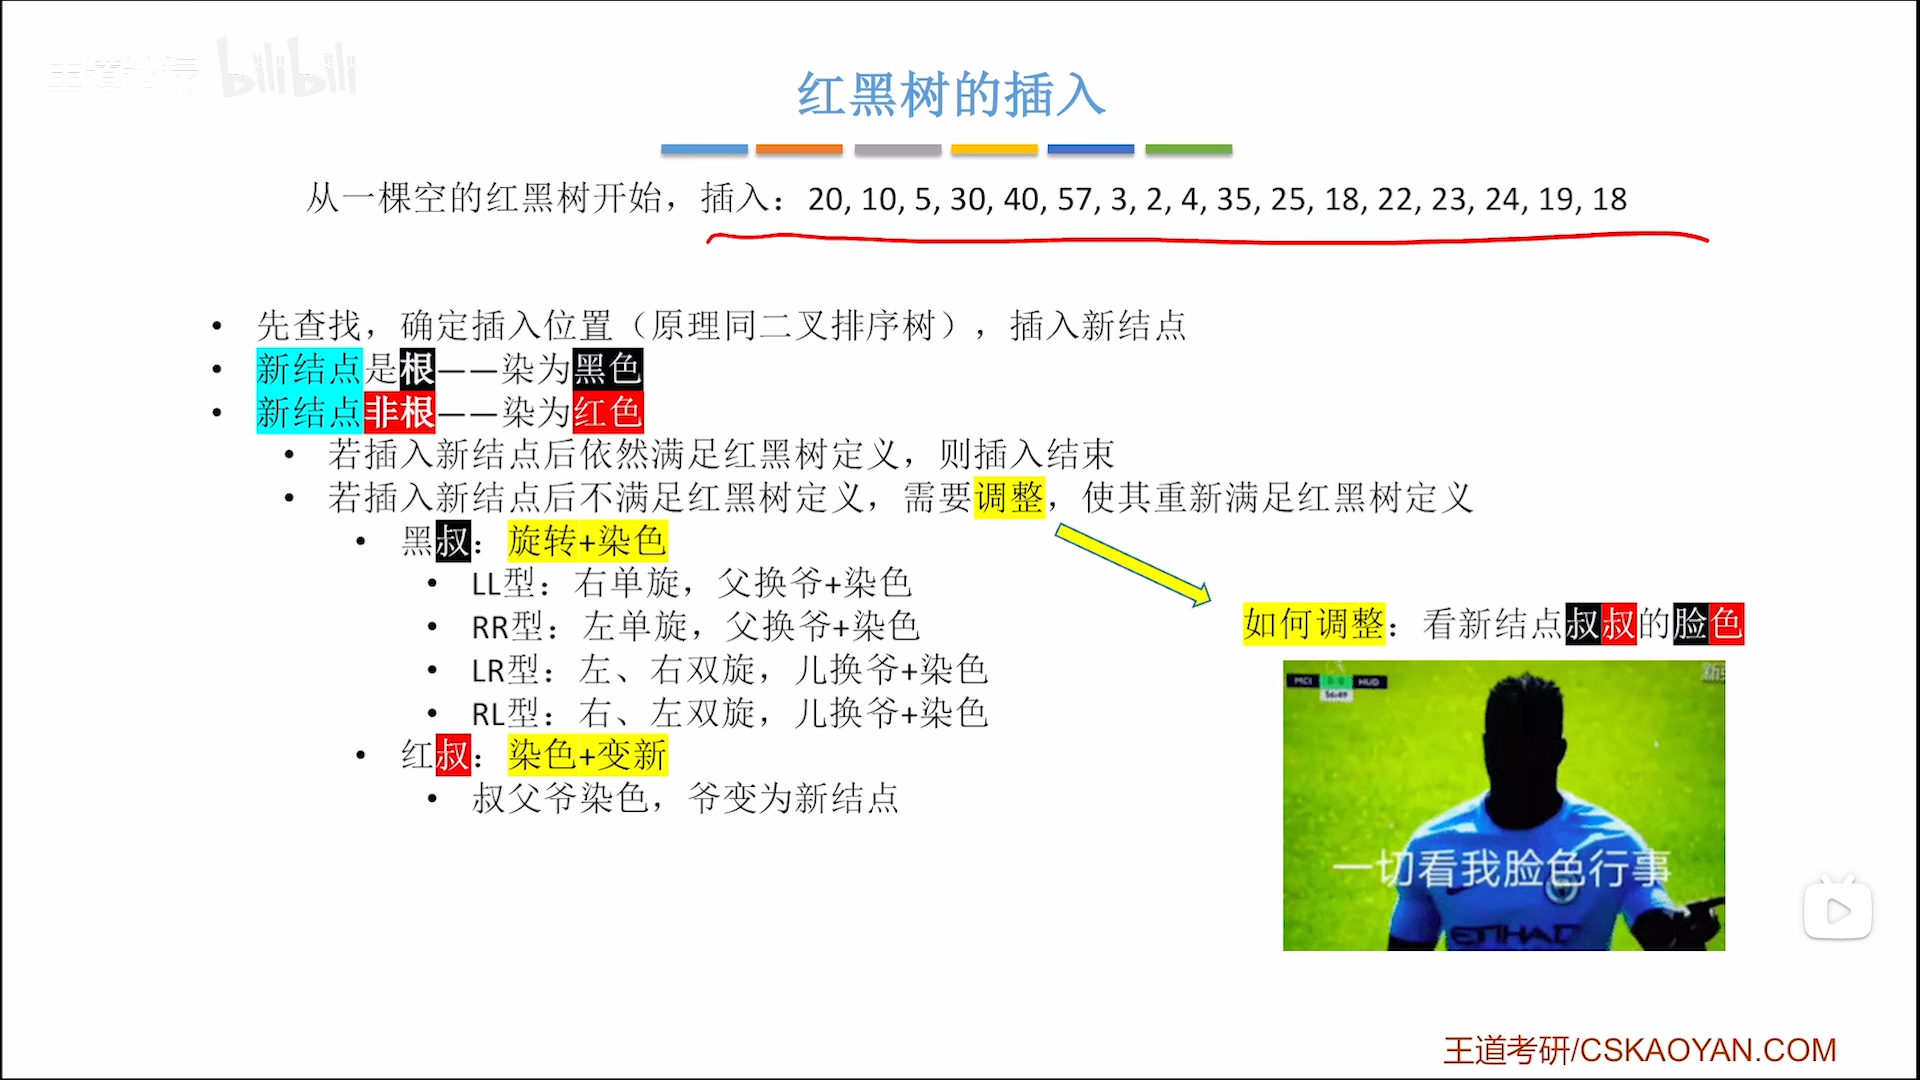 bilibili
红黑树的插入
从一棵空的红黑树开始，插入：20, 10, 5, 30, 40, 57, 3, 2, 4, 35, 25, 18, 22, 23, 24, 19, 18
• 先查找，确定插入位置（原理同二叉排序树），插入新结点
• 新结点是根——染为黑色
• 新结点非根——染为红色
• 若插入新结点后依然满足红黑树定义，则插入结束
• 若插入新结点后不满足红黑树定义，需要调整，使其重新满足红黑树定义
• 黑叔：旋转+染色
• LL型：右单旋，父换爷+染色
• RR型：左单旋，父换爷+染色
• LR型：左、右双旋，儿换爷+染色
• RL型：右、左双旋，儿换爷+染色
• 红叔：染色+变新
• 叔父爷染色，爷变为新结点
如何调整：看新结点叔叔的脸色
MCI 0-0 HUD
56:49
一切看我脸色行事
ETIHAD
王道考研/CSKAOYAN.COM